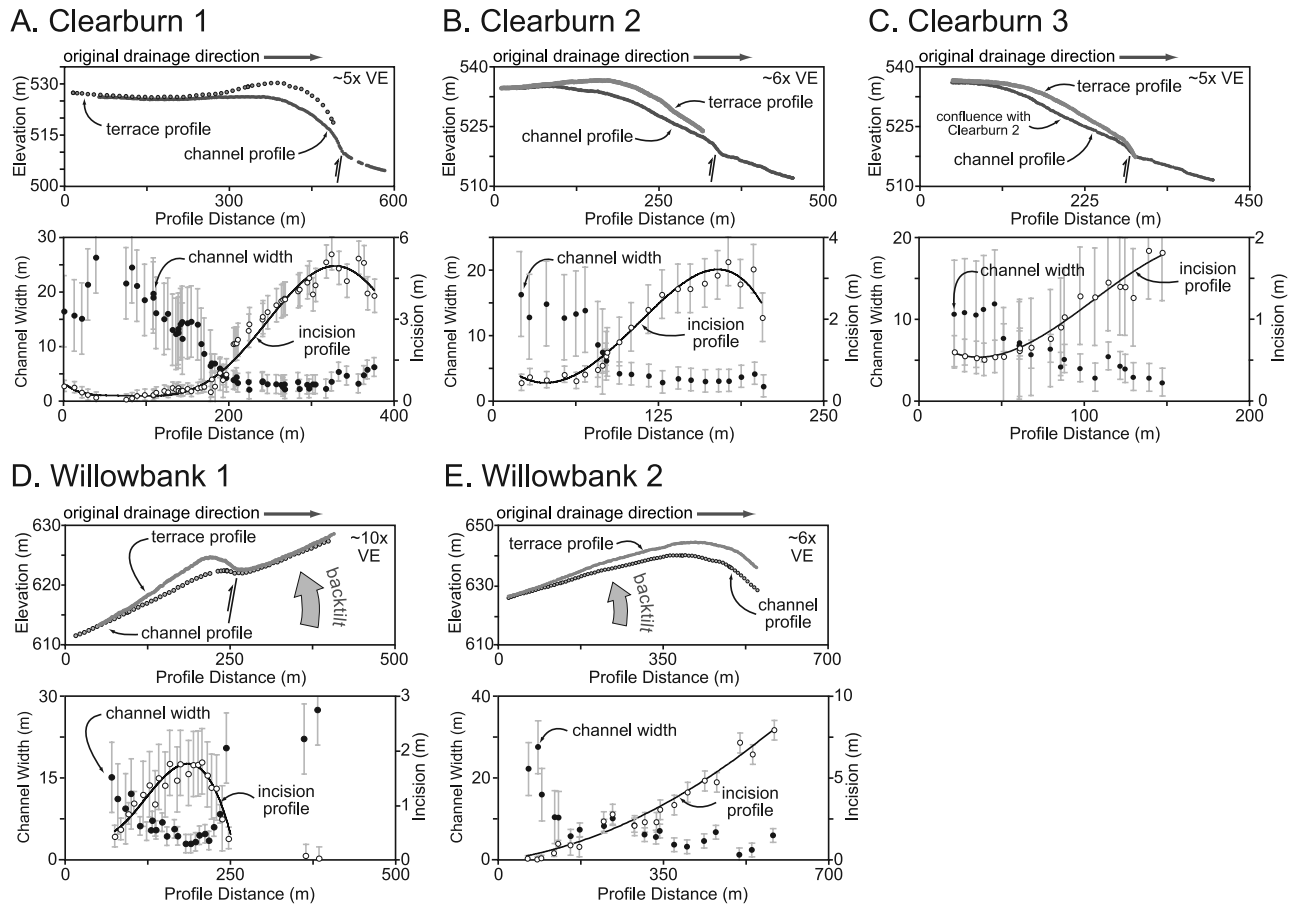 A. Clearburn 1
original drainage direction
~5x VE
Elevation (m)
530
515
500
terrace profile
channel profile
0
300
600
Profile Distance (m)
Channel Width (m)
30
20
10
0
channel width
incision profile
6
3
0
Incision (m)
0
200
400
Profile Distance (m)
B. Clearburn 2
original drainage direction
~6x VE
Elevation (m)
540
525
510
terrace profile
channel profile
0
250
500
Profile Distance (m)
Channel Width (m)
20
10
0
channel width
incision profile
4
2
0
Incision (m)
0
125
250
Profile Distance (m)
C. Clearburn 3
original drainage direction
~5x VE
Elevation (m)
540
525
510
terrace profile
confluence with
Clearburn 2
channel profile
0
225
450
Profile Distance (m)
Channel Width (m)
20
10
0
channel width
incision
profile
2
1
0
Incision (m)
0
100
200
Profile Distance (m)
D. Willowbank 1
original drainage direction
~10x
VE
Elevation (m)
630
620
610
terrace profile
backtilt
channel profile
0
250
500
Profile Distance (m)
Channel Width (m)
30
15
0
channel width
incision
profile
3
2
1
0
Incision (m)
0
200
400
Profile Distance (m)
E. Willowbank 2
original drainage direction
~6x
VE
Elevation (m)
650
630
610
terrace profile
backtilt
channel
profile
0
350
700
Profile Distance (m)
Channel Width (m)
40
20
0
channel width
incision
profile
10
5
0
Incision (m)
0
350
700
Profile Distance (m)